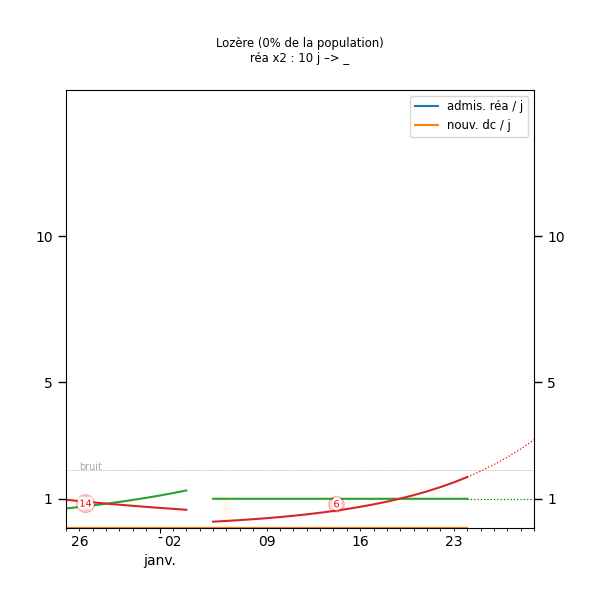 Lozère (0% de la population)
réa x2 : 10 j –> _
admis. réa / j
nouv. dc / j
10
10
5
5
bruit
14
6
1
1
26
02
09
16
23
janv.